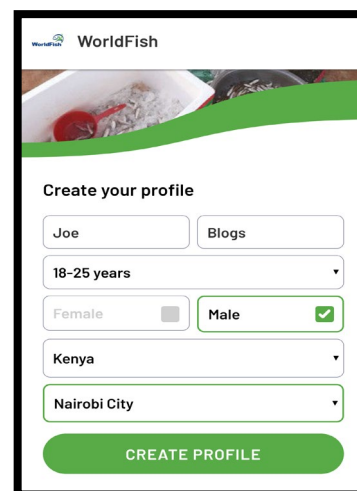 WorldFish WorldFish
Create your profile
Joe Blogs
18-25 years
Female Male
Kenya
Nairobi City
CREATE PROFILE